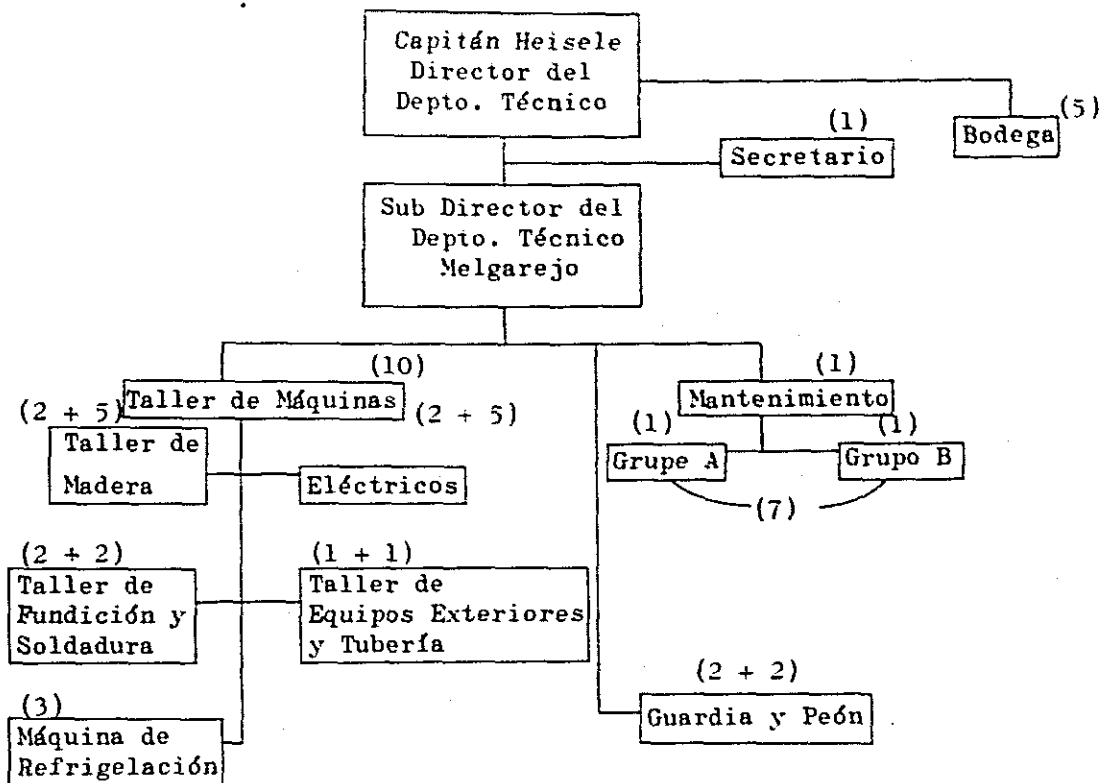 Capitán Heisele
Director del
Depto. Técnico
(5)
Bodega
(1)
Secretario
Sub Director del
Depto. Técnico
Melgarejo
(10)
Taller de Máquinas
(1)
Mantenimiento
(2 + 5)
Taller de
Madera
(2 + 5)
Eléctricos
(1)
Grupe A
(1)
Grupo B
(7)
(2 + 2)
Taller de
Fundición y
Soldadura
(1 + 1)
Taller de
Equipos Exteriores
y Tubería
(2 + 2)
Guardia y Peón
(3)
Máquina de
Refrigelación